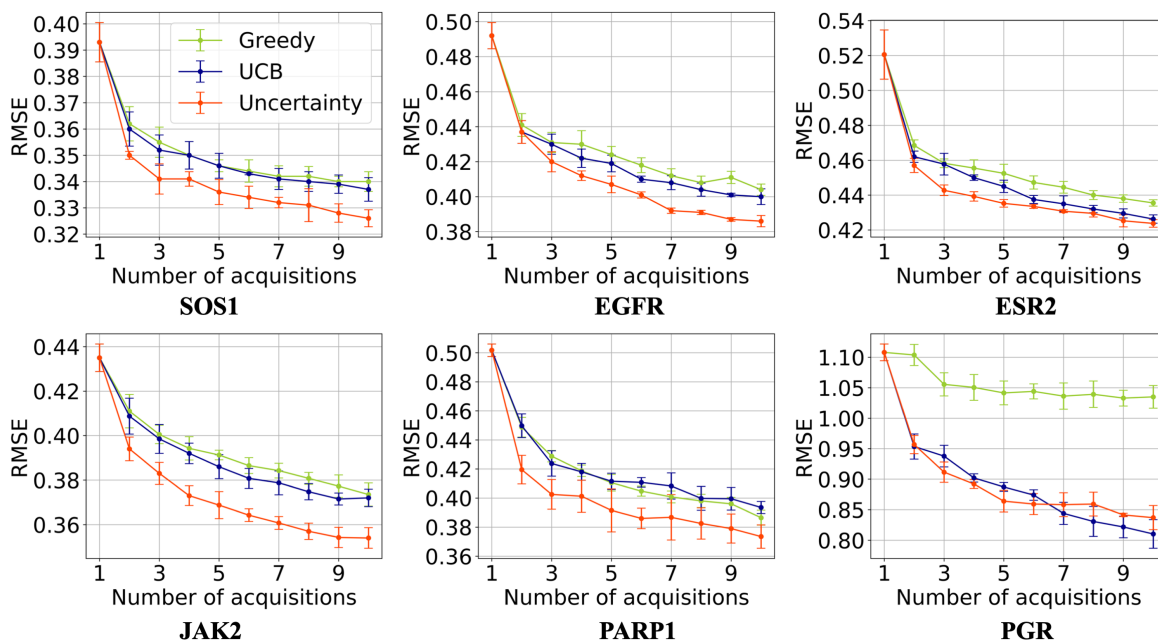 0.40
0.39
0.38
0.37
0.36
0.35
0.34
0.33
0.32
RMSE
Greedy
UCB
Uncertainty
1 3 5 7 9
Number of acquisitions
SOS1
0.50
0.48
0.46
0.44
0.42
0.40
0.38
RMSE
1 3 5 7 9
Number of acquisitions
EGFR
0.54
0.52
0.50
0.48
0.46
0.44
0.42
RMSE
1 3 5 7 9
Number of acquisitions
ESR2
0.44
0.42
0.40
0.38
0.36
RMSE
1 3 5 7 9
Number of acquisitions
JAK2
0.50
0.48
0.46
0.44
0.42
0.40
0.38
0.36
RMSE
1 3 5 7 9
Number of acquisitions
PARP1
1.10
1.05
1.00
0.95
0.90
0.85
0.80
RMSE
1 3 5 7 9
Number of acquisitions
PGR